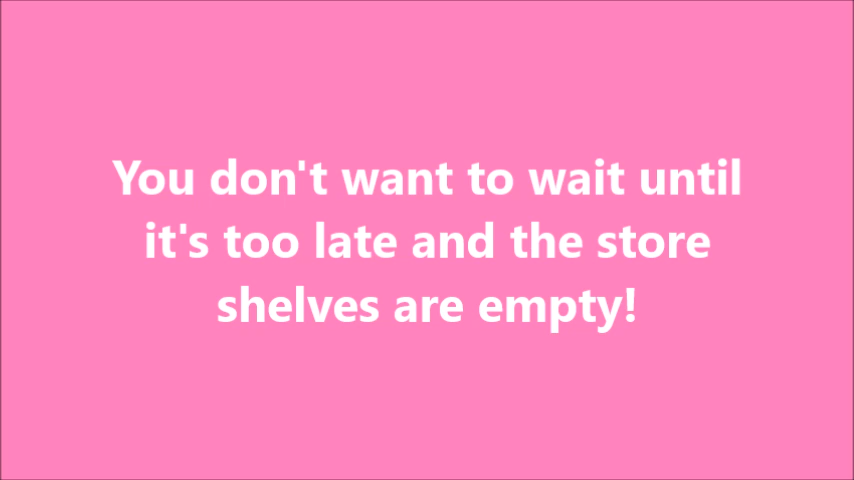 You don't want to wait until
it's too late and the store
shelves are empty!